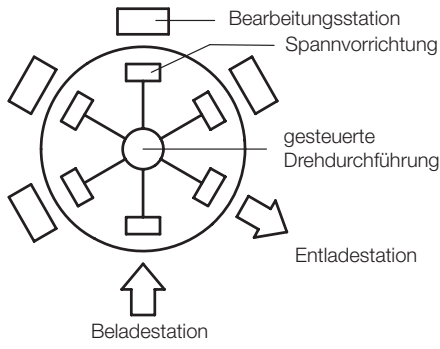 Bearbeitungsstation
Spannvorrichtung
gesteuerte
Drehdurchführung
Entladestation
Beladestation